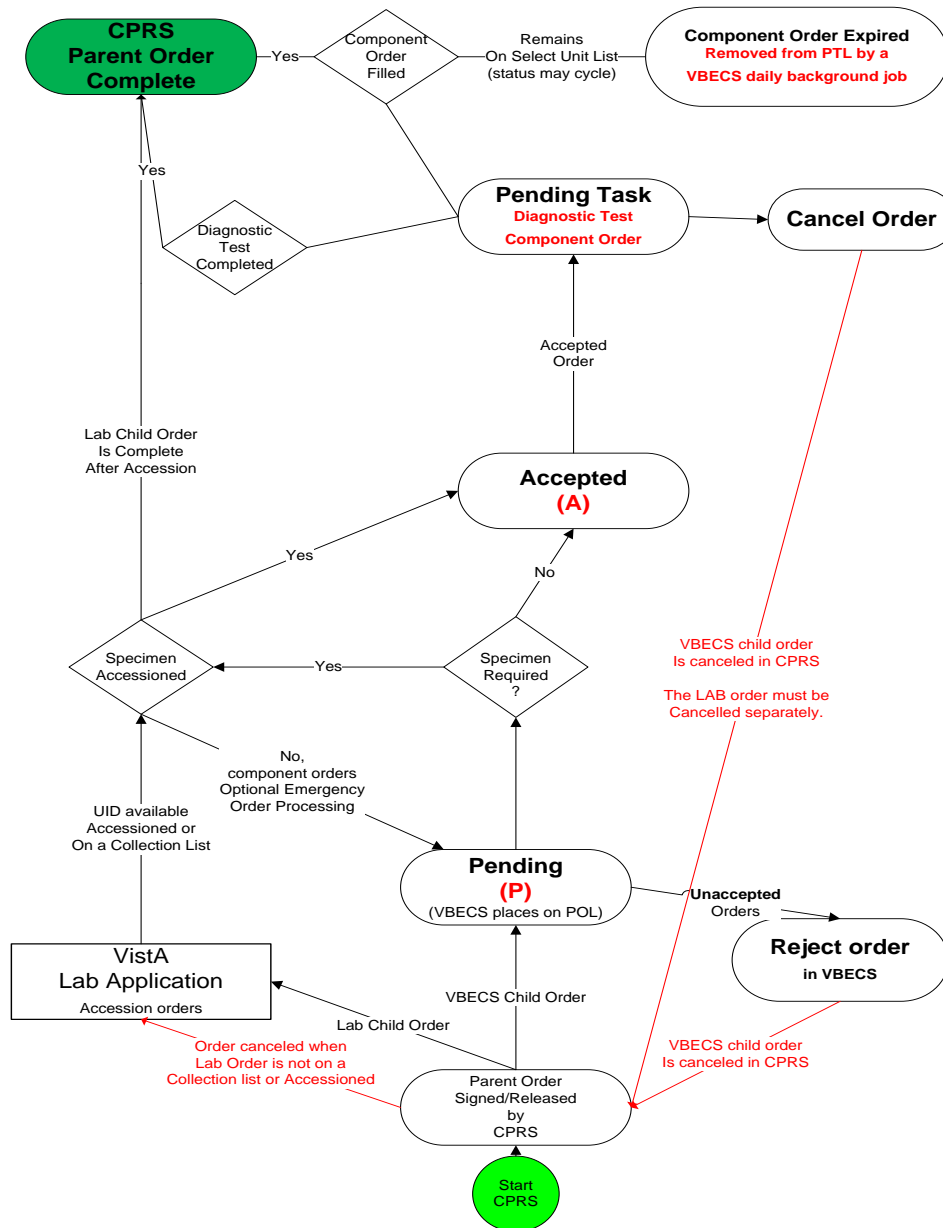 CPRS
Parent Order
Complete
Yes
Component
Order
Filled
Remains
On Select Unit List
(status may cycle)
Component Order Expired
Removed from PTL by a
VBECS daily background job
Yes
Diagnostic
Test
Completed
Pending Task
Diagnostic Test
Component Order
Cancel Order
Accepted
Order
Lab Child Order
Is Complete
After Accession
Accepted
(A)
Yes
No
Specimen
Accessioned
Yes
Specimen
Required
?
VBECS child order
Is canceled in CPRS
The LAB order must be
Cancelled separately.
No,
component orders
Optional Emergency
Order Processing
UID available
Accessioned or
On a Collection List
Pending
(P)
(VBECS places on POL)
Unaccepted
Orders
Reject order
in VBECS
VistA
Lab Application
Accession orders
VBECS Child Order
Lab Child Order
Order canceled when
Lab Order is not on a
Collection list or Accessioned
VBECS child order
Is canceled in CPRS
Parent Order
Signed/Released
by
CPRS
Start
CPRS